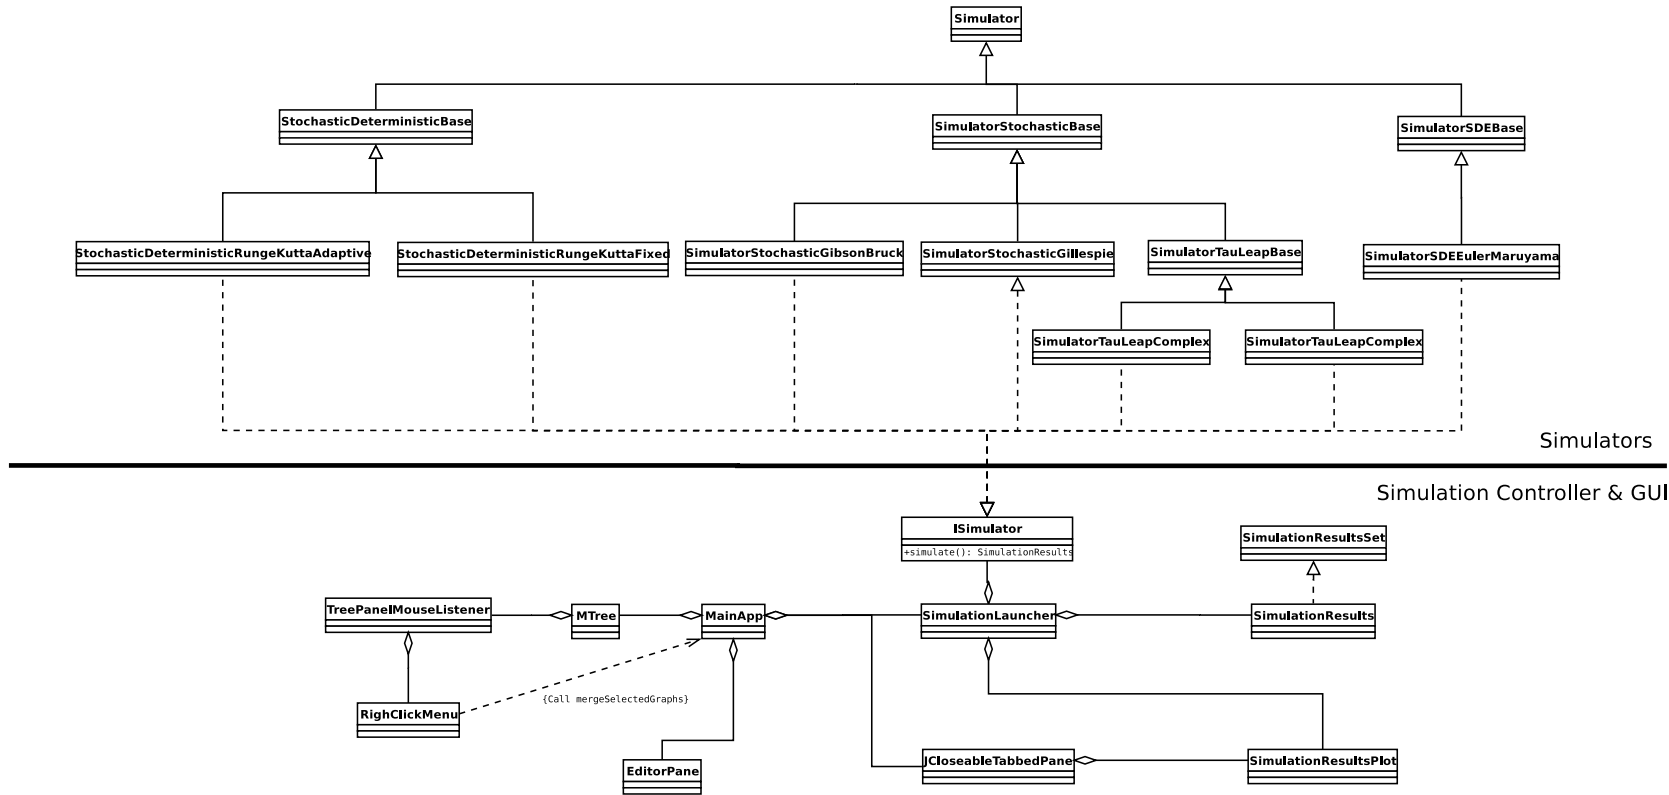 Simulator
StochasticDeterministicBase
SimulatorStochasticBase
SimulatorSDEBase
StochasticDeterministicRungeKuttaAdaptive
StochasticDeterministicRungeKuttaFixed
SimulatorStochasticGibsonBruck
SimulatorStochasticGillespie
SimulatorTauLeapBase
SimulatorSDEEulerMaruyama
SimulatorTauLeapComplex
SimulatorTauLeapComplex
Simulators
Simulation Controller & GUI
ISimulator
+simulate(): SimulationResults
SimulationResultsSet
TreePanelMouseListener
MTree
MainApp
SimulationLauncher
SimulationResults
{Call mergeSelectedGraphs}
RighClickMenu
EditorPane
JCloseableTabbedPane
SimulationResultsPlot